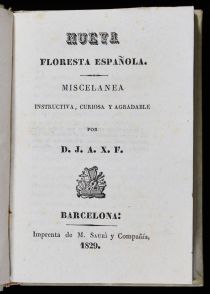 NUEVA
FLORESTA ESPAÑOLA.
MISCELANEA
INSTRUCTIVA, CURIOSA Y AGRADABLE
POR
D. J. A. X. F.
BARCELONA:
Imprenta de M. Saurí y Compañía,
1829.